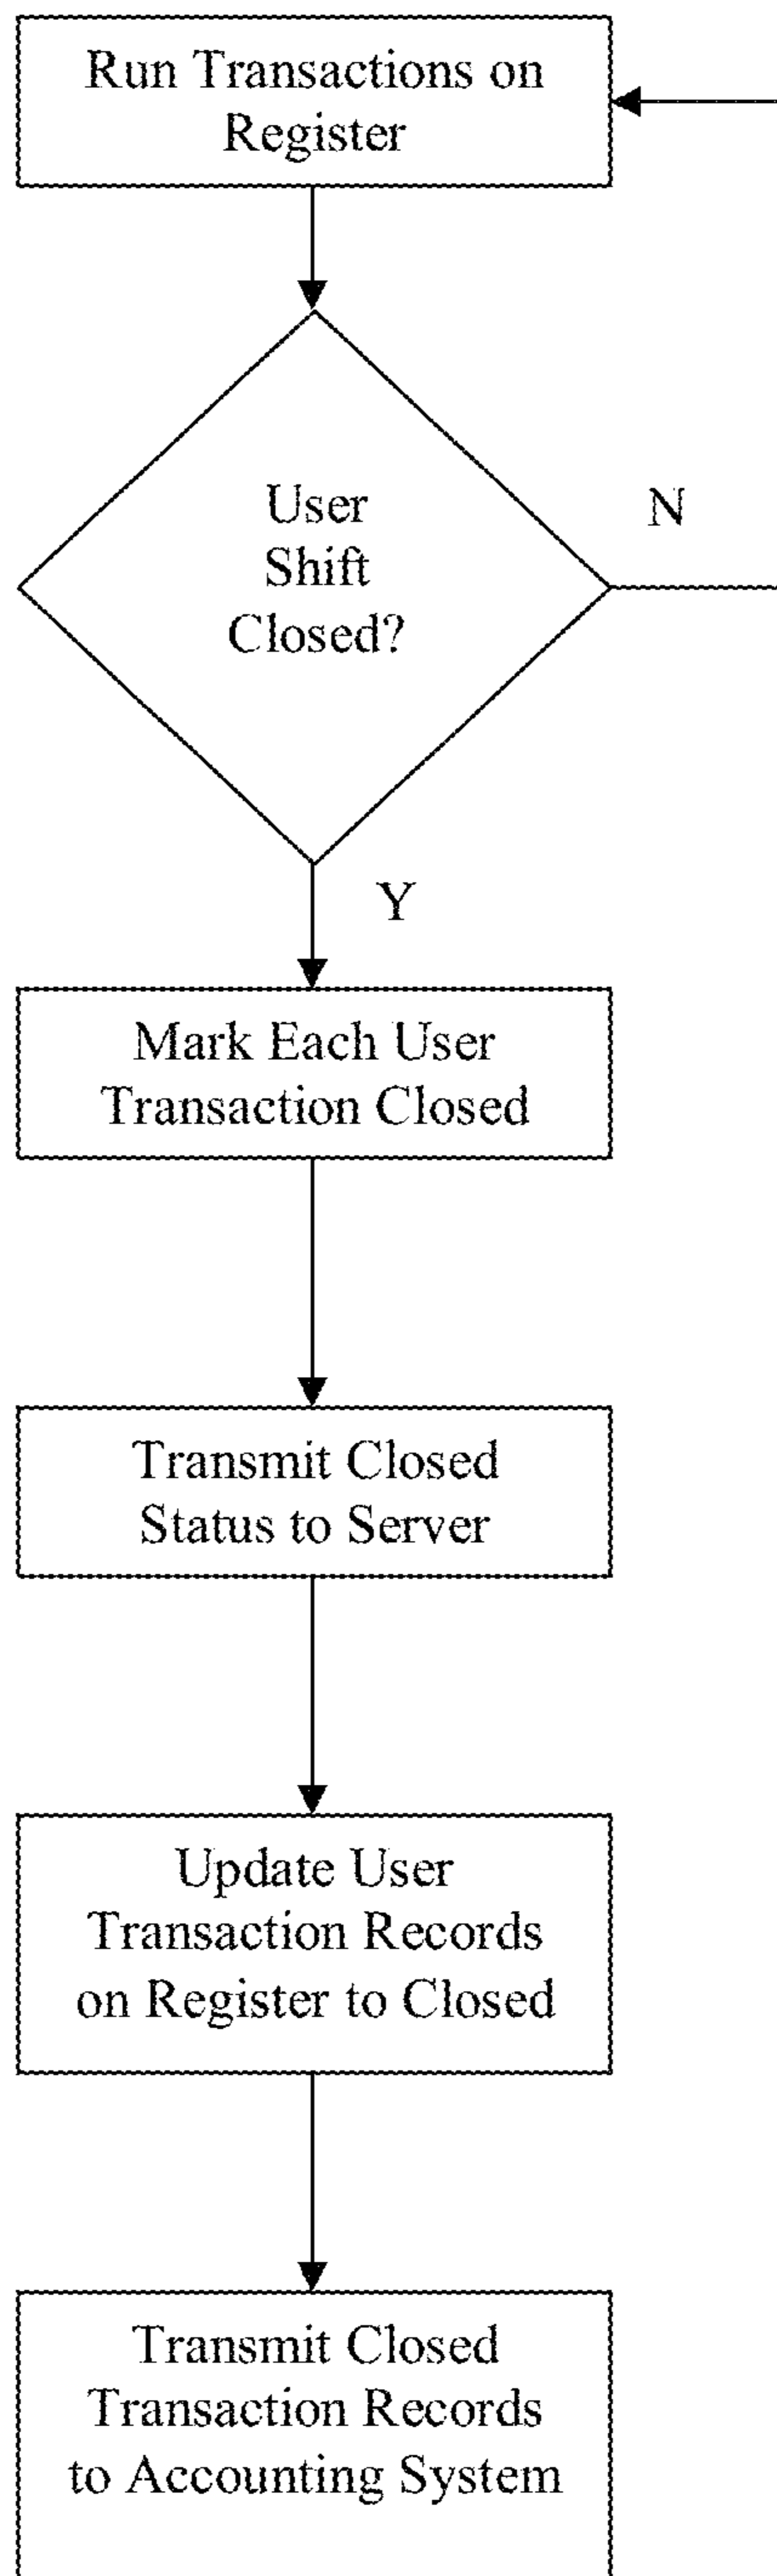 Run Transactions on
Register
User
Shift
Closed?
N
Y
Mark Each User
Transaction Closed
Transmit Closed
Status to Server
Update User
Transaction Records
on Register to Closed
Transmit Closed
Transaction Records
to Accounting System